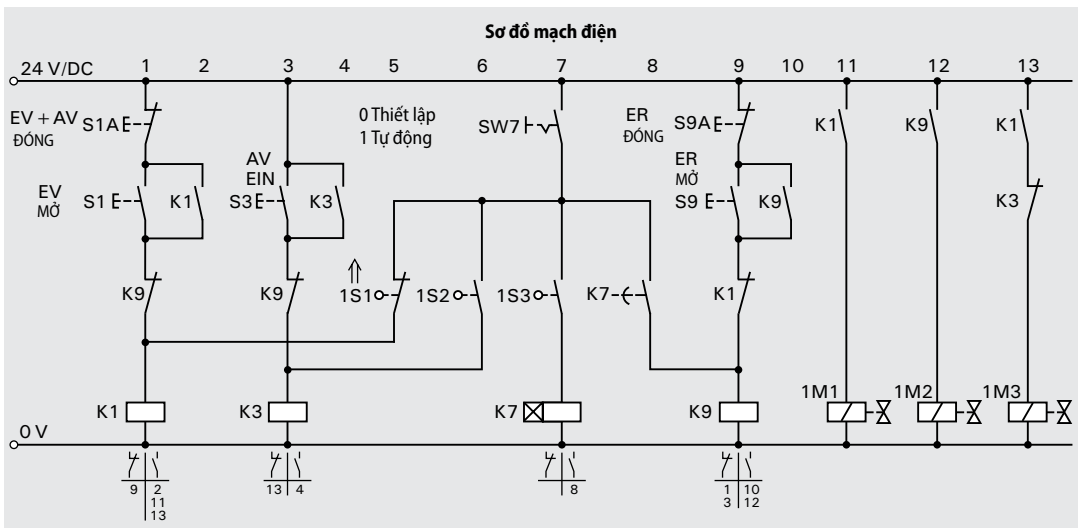 Sơ đồ mạch điện
24 V/DC
1 2 3 4 5 6 7 8 9 10 11 12 13
EV + AV
ĐÓNG
S1A
0 Thiết lập
1 Tự động
SW7
ER
ĐÓNG
S9A
K1
K9
K1
EV
MỞ
S1
K1
AV
EIN
S3
K3
ER
MỞ
S9
K9
K3
K9
K9
1S1
1S2
1S3
K7
K1
K1
K3
K7
K9
1M1
1M2
1M3
0 V
9 2
11
13
13 4
8
1 10
3 12